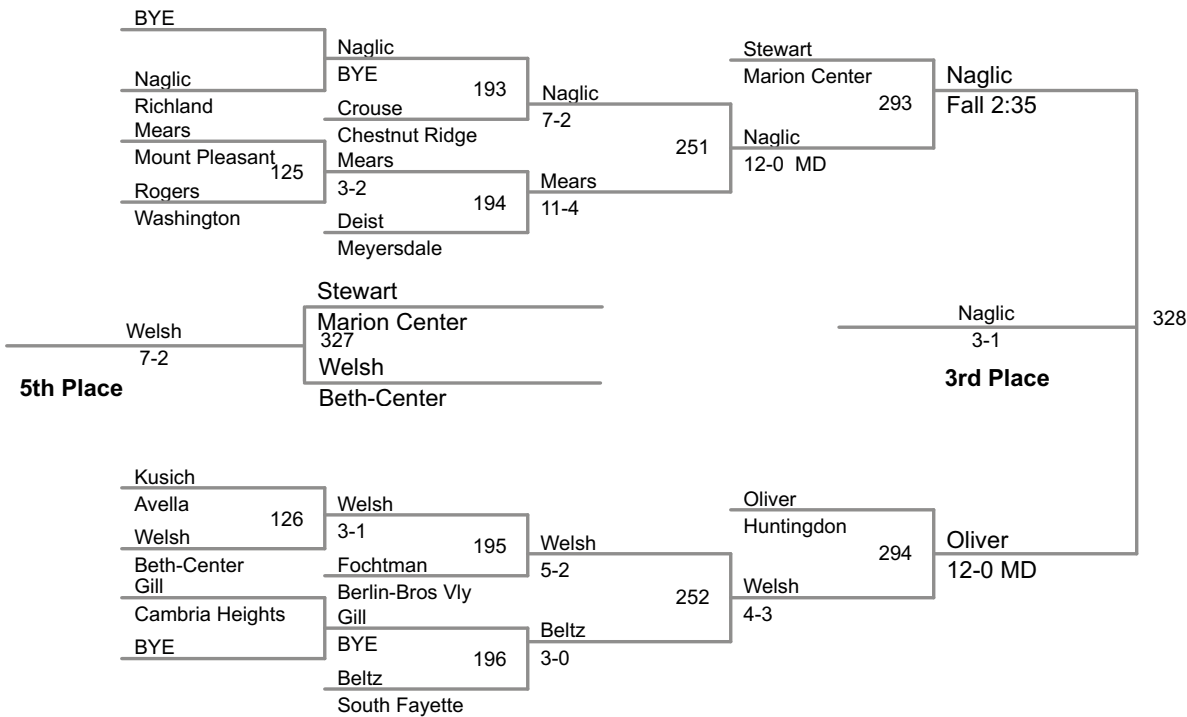 BYE
Naglic
Richland
Mears
Mount Pleasant
125
Rogers
Washington
Naglic
BYE
193
Crouse
Chestnut Ridge
Mears
3-2
194
Deist
Meyersdale
Naglic
7-2
251
Mears
11-4
Stewart
Marion Center
293
Naglic
12-0 MD
Naglic
Fall 2:35
Stewart
Marion Center
327
Welsh
Beth-Center
Welsh
7-2
5th Place
Naglic
3-1
328
3rd Place
Kusich
Avella
126
Welsh
Beth-Center
Gill
Cambria Heights
BYE
Welsh
3-1
195
Fochtman
Berlin-Bros Vly
Gill
BYE
196
Beltz
South Fayette
Welsh
5-2
252
Beltz
3-0
Oliver
Huntingdon
294
Welsh
4-3
Oliver
12-0 MD